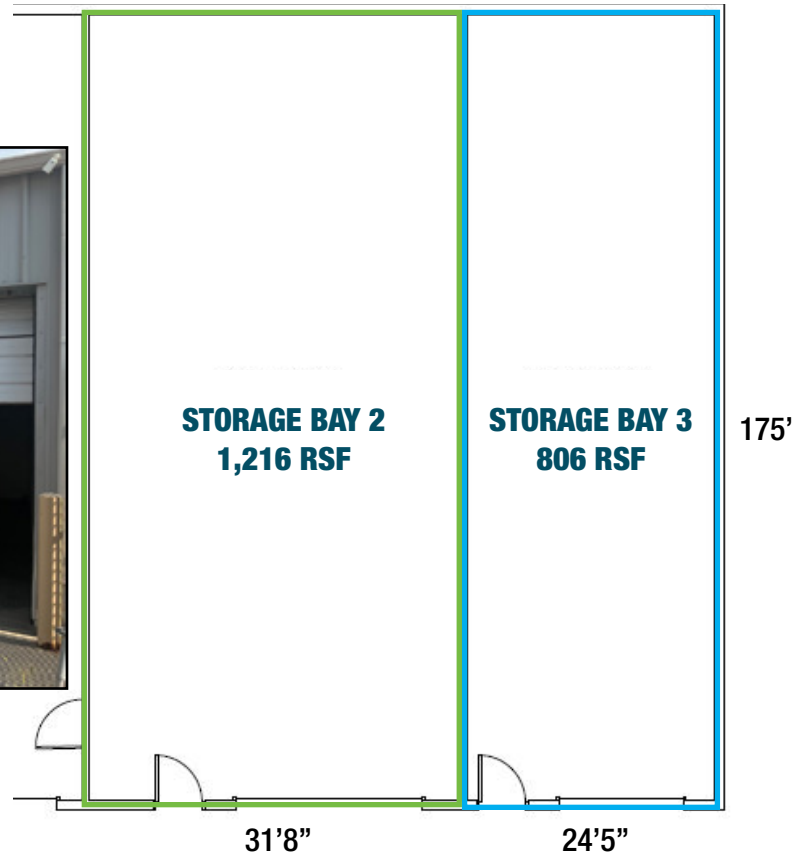 STORAGE BAY 2
1,216 RSF
STORAGE BAY 3
806 RSF
175’
31’8”
24’5”